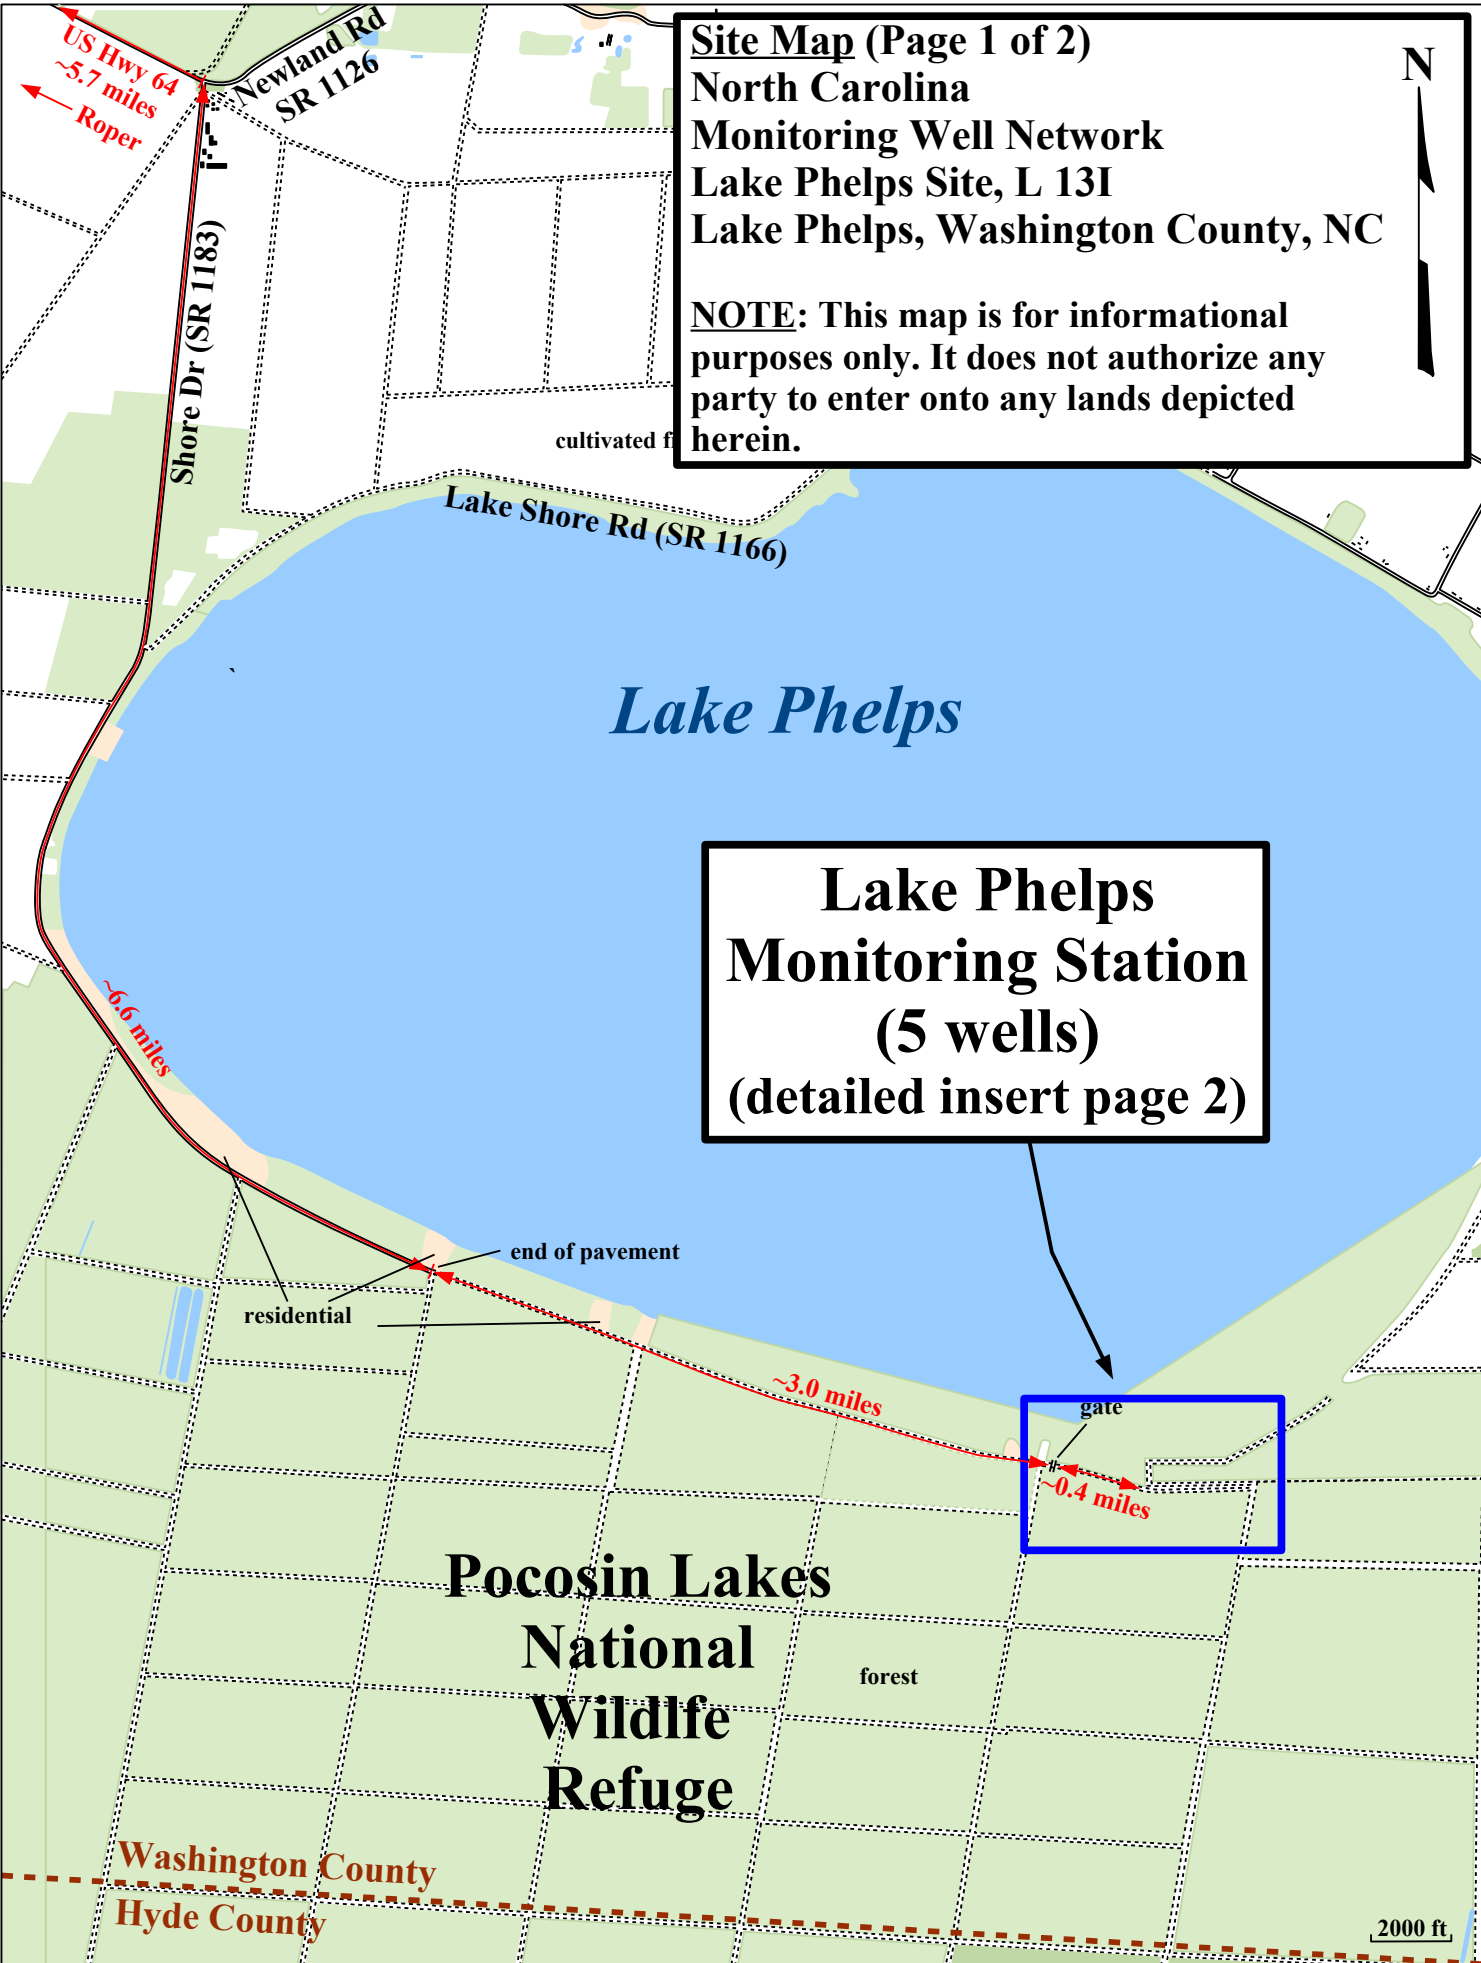 Site Map (Page 1 of 2)
North Carolina
Monitoring Well Network
Lake Phelps Site, L 13I
Lake Phelps, Washington County, NC
NOTE: This map is for informational
purposes only. It does not authorize any
party to enter onto any lands depicted
herein.
N
US Hwy 64
~5.7 miles
Roper
Newland Rd
SR 1126
Shore Dr (SR 1183)
cultivated
Lake Shore Rd (SR 1166)
Lake Phelps
Lake Phelps
Monitoring Station
(5 wells)
(detailed insert page 2)
~6.6 miles
end of pavement
residential
~3.0 miles
gate
~0.4 miles
Pocosin Lakes
National
Wildlfe
Refuge
forest
Washington County
Hyde County
2000 ft